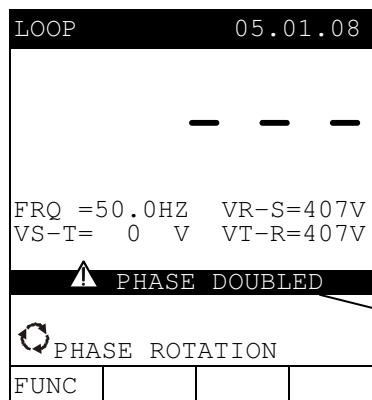 LOOP 05.01.08
– – –
FRQ =50.0HZ VR-S=407V
VS-T= 0 V VT-R=407V
PHASE DOUBLED
PHASE ROTATION
FUNC